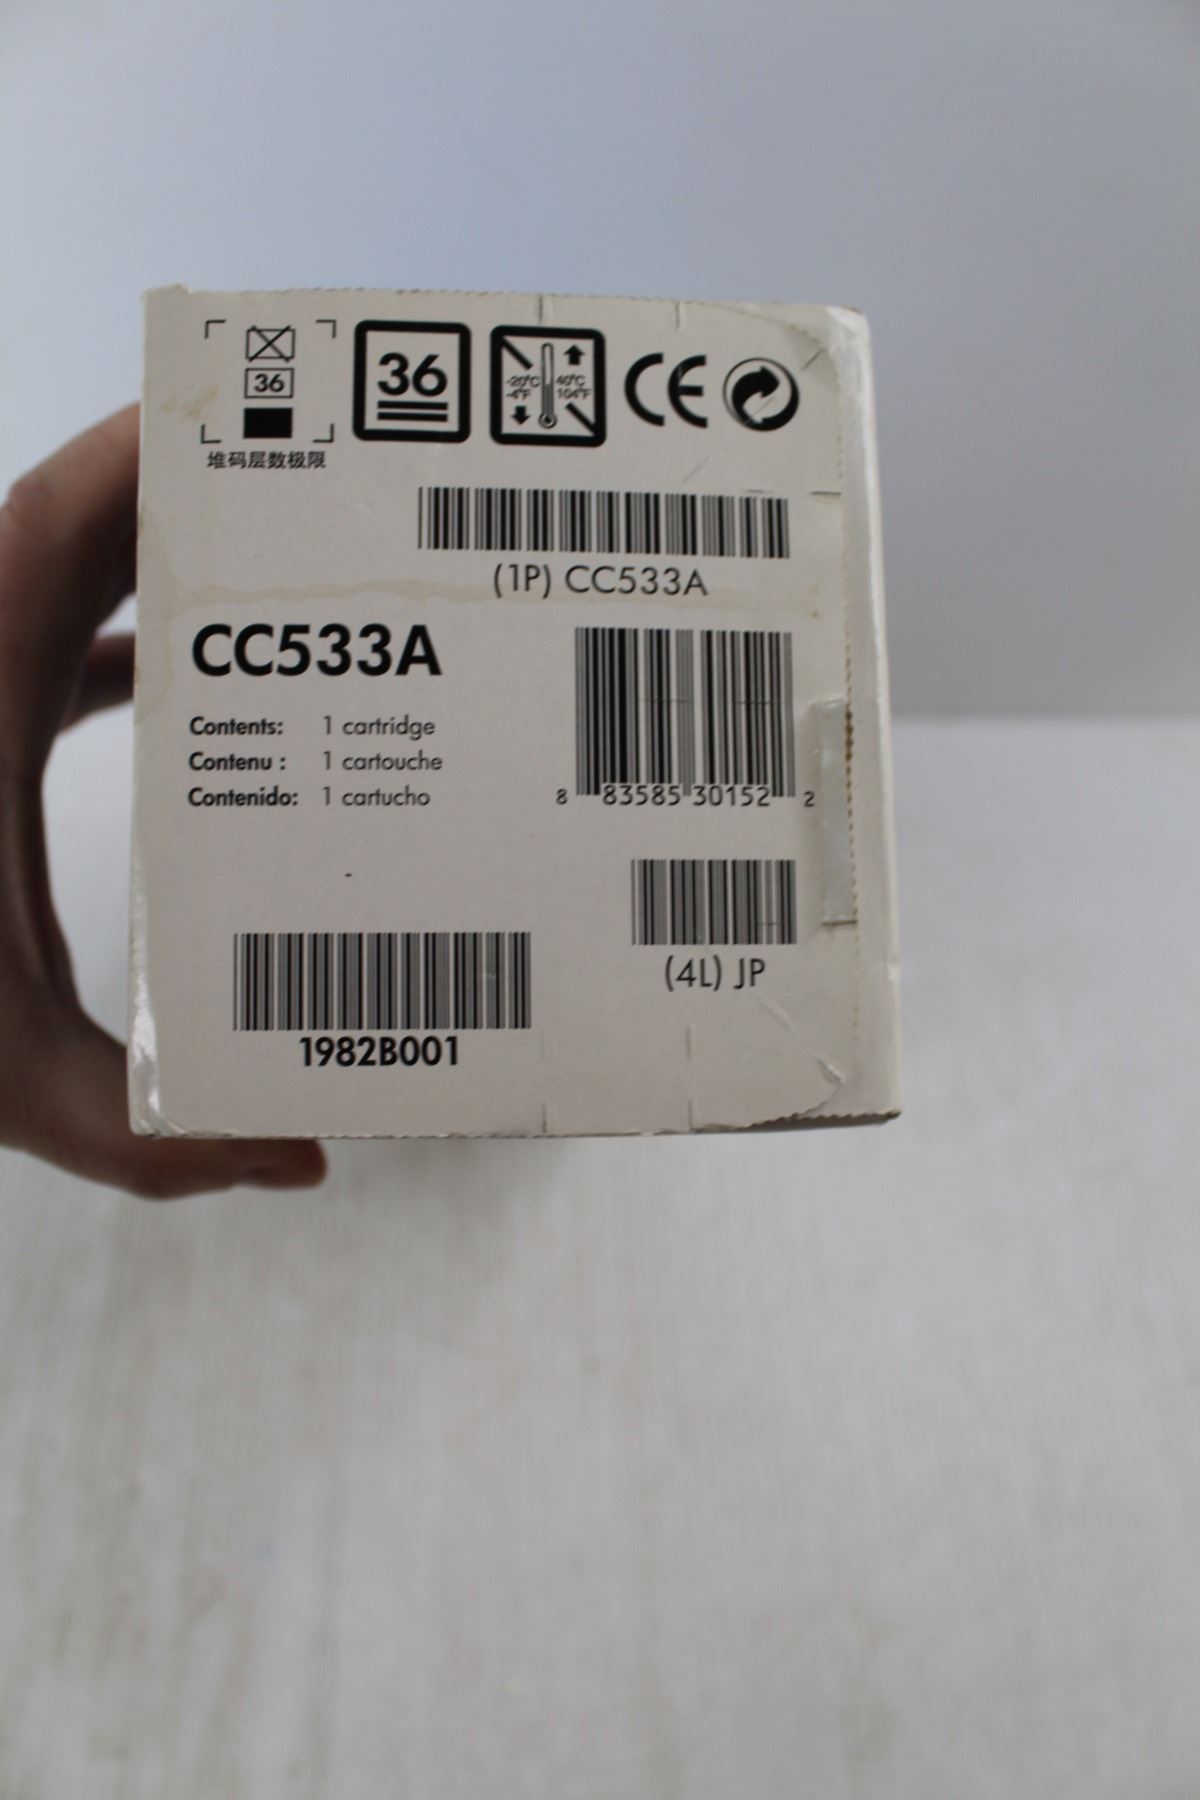 36
堆码层数极限
36
-20°C 40°C
-4°F 104°F
CE
(1P) CC533A
CC533A
Contents: 1 cartridge
Contenu : 1 cartouche
Contenido: 1 cartucho
8 83585 30152 2
(4L) JP
1982B001